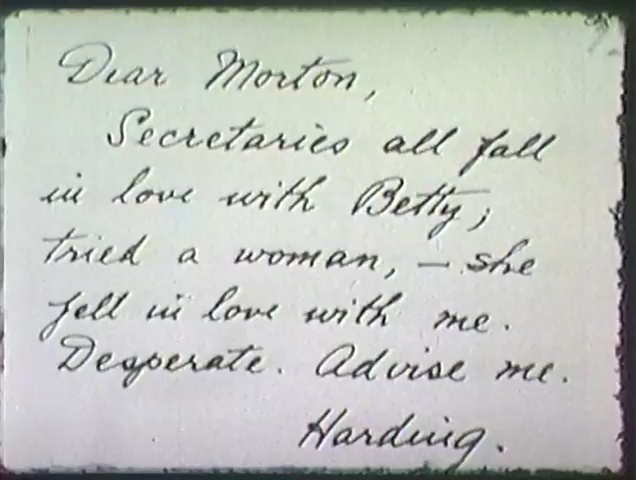 Dear Morton,
Secretaries all fall
in love with Betty;
tried a woman, – she
fell in love with me.
Desperate. Advise me.
Harding.